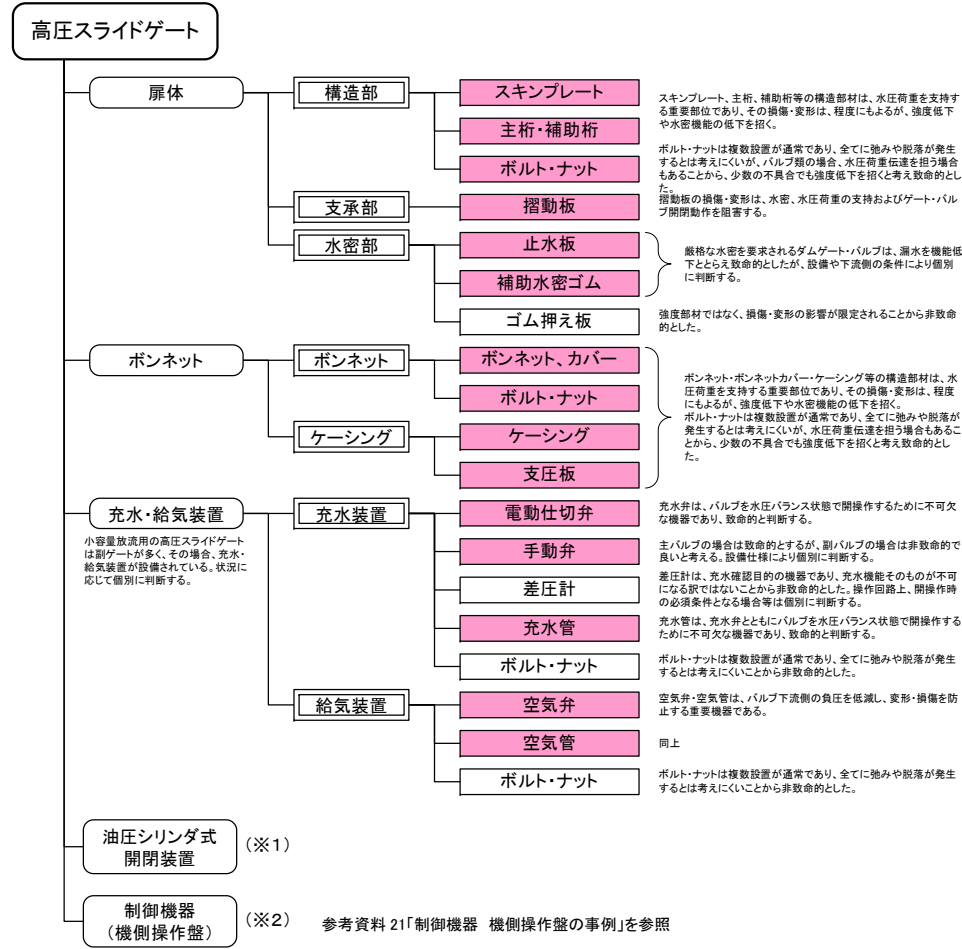 高圧スライドゲート
扉体
構造部
スキンプレート
スキンプレート、主桁、補助桁等の構造部材は、水圧荷重を支持す
る重要部位であり、その損傷・変形は、程度にもよるが、強度低下
や水密機能の低下を招く。
主桁・補助桁
ボルト・ナット
ボルト・ナットは複数設置が通常であり、全てに弛みや脱落が発生
するとは考えにくいが、バルブ類の場合、水圧荷重伝達を担う場合
もあることから、少数の不具合でも強度低下を招くと考え致命的とし
た。
支承部
摺動板
摺動板の損傷・変形は、水密、水圧荷重の支持およびゲート・バル
ブ開閉動作を阻害する。
水密部
止水板
補助水密ゴム
厳格な水密を要求されるダムゲート・バルブは、漏水を機能低
下ととらえ致命的としたが、設備や下流側の条件により個別
に判断する。
ゴム押え板
強度部材ではなく、損傷・変形の影響が限定されることから非致命
的とした。
ボンネット
ボンネット
ボンネット、カバー
ボルト・ナット
ケーシング
ケーシング
支圧板
ボンネット・ボンネットカバー・ケーシング等の構造部材は、水
圧荷重を支持する重要部位であり、その損傷・変形は、程度
にもよるが、強度低下や水密機能の低下を招く。
ボルト・ナットは複数設置が通常であり、全てに弛みや脱落が
発生するとは考えにくいが、水圧荷重伝達を担う場合もあるこ
とから、少数の不具合でも強度低下を招くと考え致命的とし
た。
充水・給気装置
小容量放流用の高圧スライドゲート
は副ゲートが多く、その場合、充水・
給気装置が設備されている。状況に
応じて個別に判断する。
充水装置
電動仕切弁
充水弁は、バルブを水圧バランス状態で開操作するために不可欠
な機器であり、致命的と判断する。
手動弁
主バルブの場合は致命的とするが、副バルブの場合は非致命的で
良いと考える。設備仕様により個別に判断する。
差圧計
差圧計は、充水確認目的の機器であり、充水機能そのものが不可
になる訳ではないことから非致命的とした。操作回路上、開操作時
の必須条件となる場合等は個別に判断する。
充水管
充水管は、充水弁とともにバルブを水圧バランス状態で開操作する
ために不可欠な機器であり、致命的と判断する。
ボルト・ナット
ボルト・ナットは複数設置が通常であり、全てに弛みや脱落が発生
するとは考えにくいことから非致命的とした。
給気装置
空気弁
空気弁・空気管は、バルブ下流側の負圧を低減し、変形・損傷を防
止する重要機器である。
空気管
同上
ボルト・ナット
ボルト・ナットは複数設置が通常であり、全てに弛みや脱落が発生
するとは考えにくいことから非致命的とした。
油圧シリンダ式
開閉装置
(※1)
制御機器
(機側操作盤)
(※2)
参考資料 21「制御機器 機側操作盤の事例」を参照